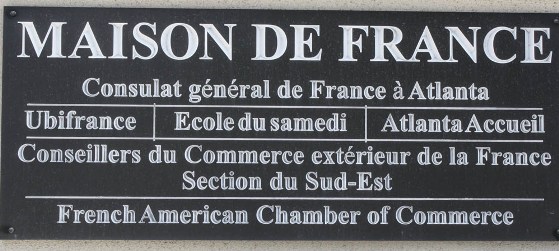 MAISON DE FRANCE
Consulat général de France à Atlanta
Ubifrance Ecole du samedi Atlanta Accueil
Conseillers du Commerce extérieur de la France
Section du Sud-Est
French American Chamber of Commerce